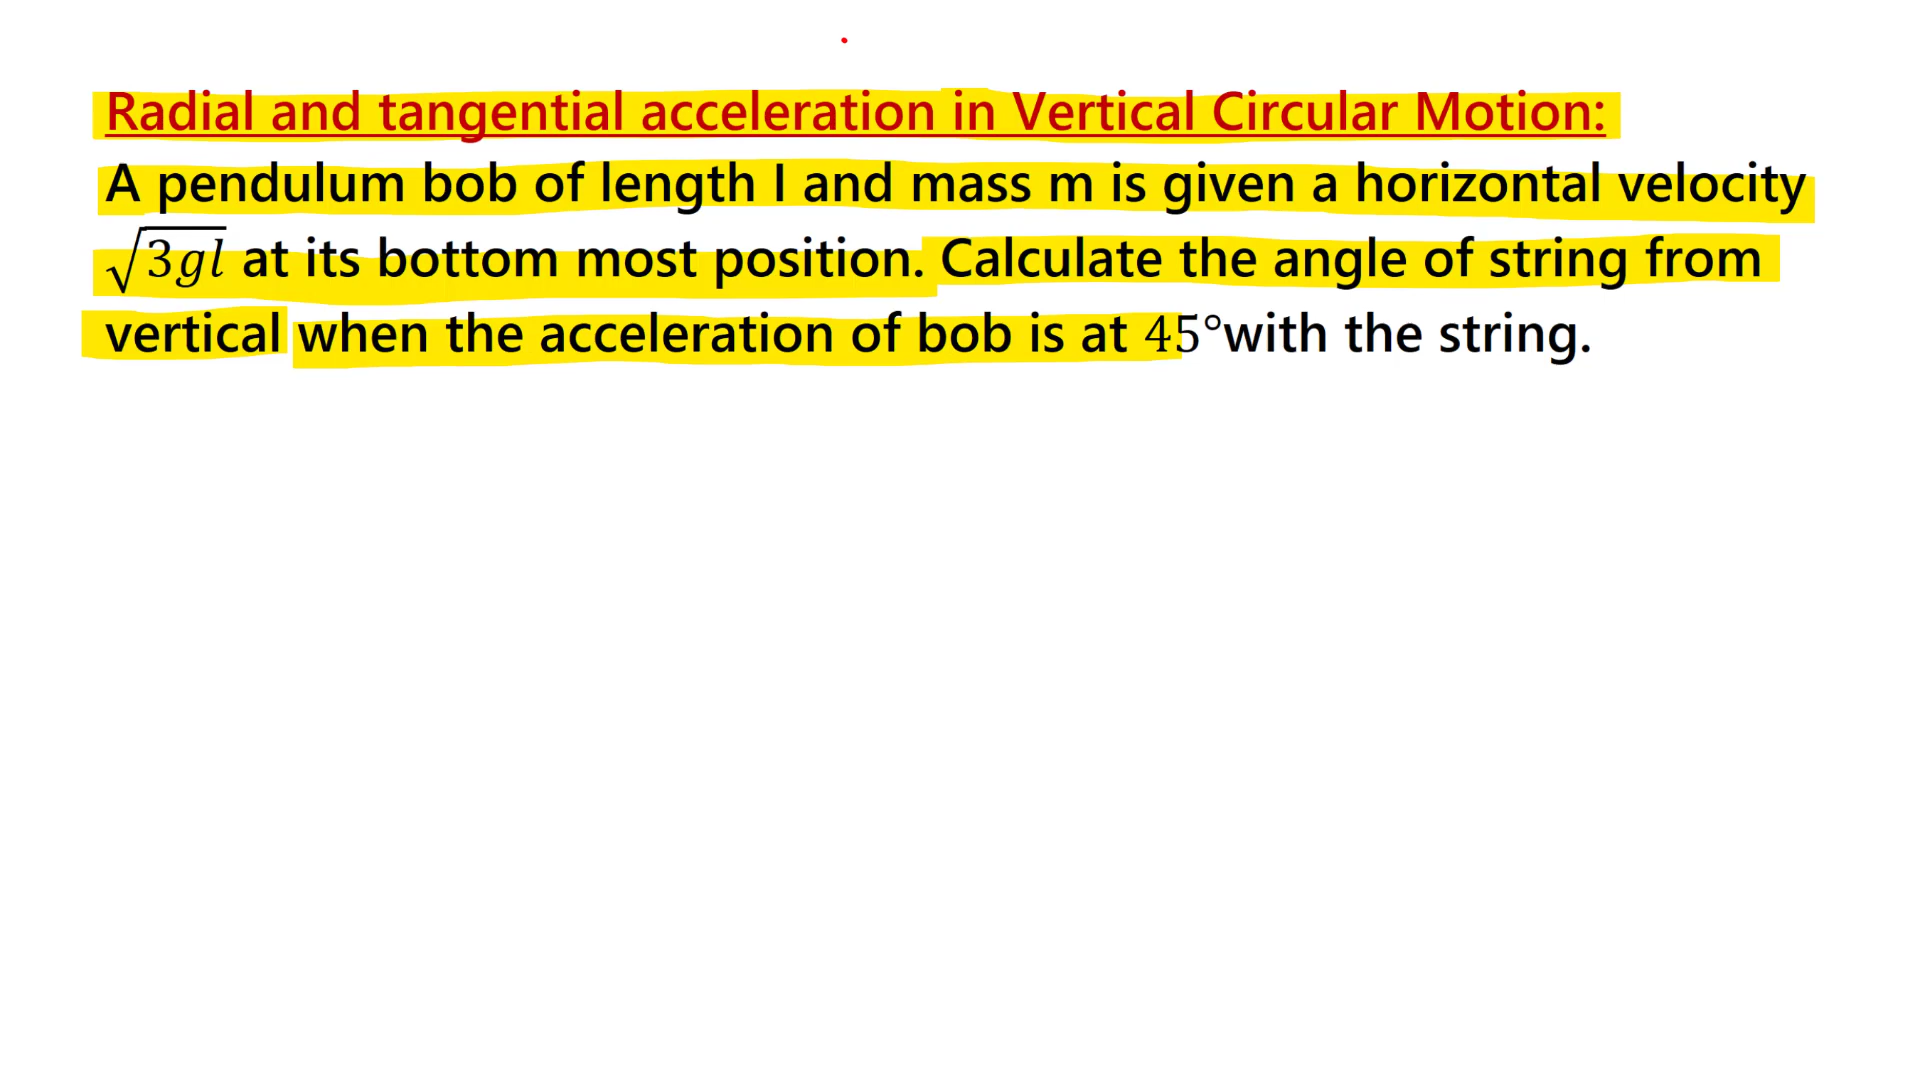 Radial and tangential acceleration in Vertical Circular Motion:
A pendulum bob of length l and mass m is given a horizontal velocity
√3gl at its bottom most position. Calculate the angle of string from
vertical when the acceleration of bob is at 45°with the string.